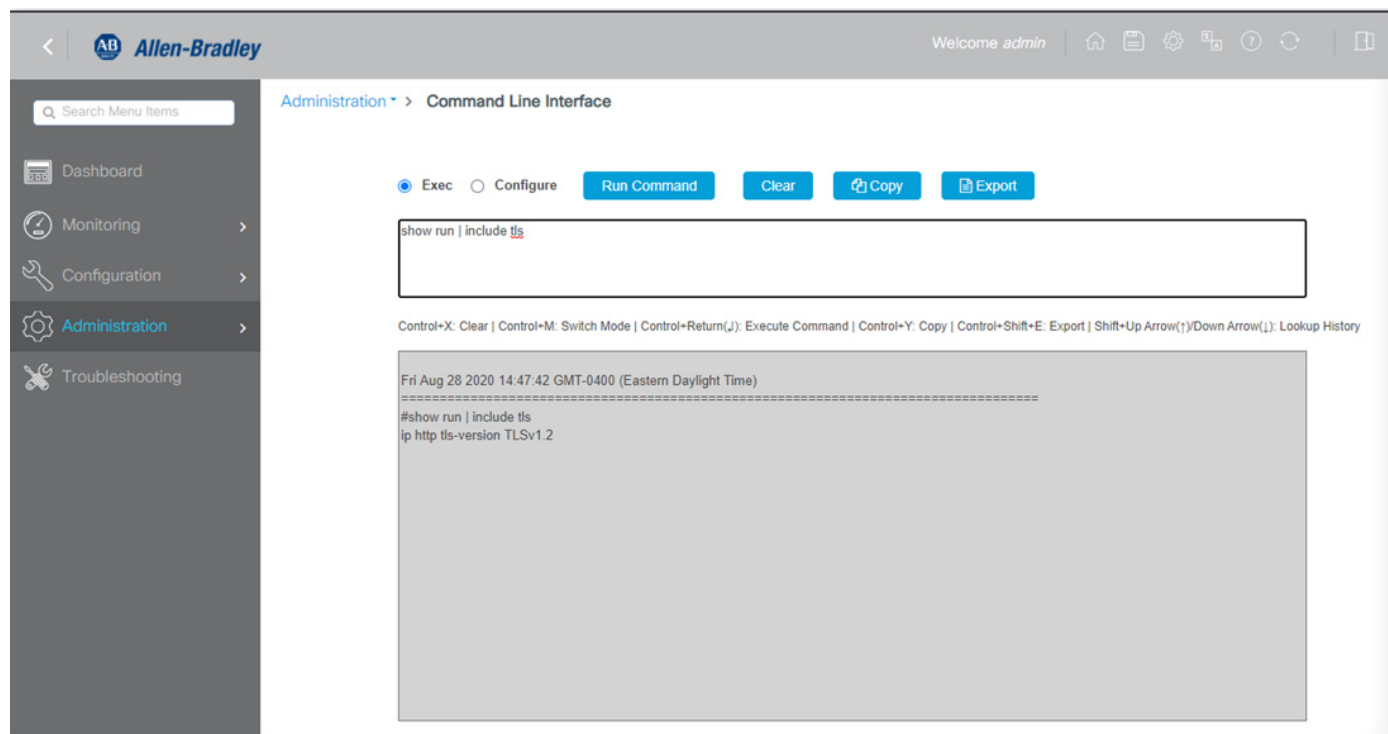 AB Allen-Bradley
Welcome admin
Search Menu Items
Administration > Command Line Interface
Dashboard
Monitoring
Configuration
Administration
Troubleshooting
Exec Configure Run Command Clear Copy Export
show run | include tls
Control+X: Clear | Control+M: Switch Mode | Control+Return(↲): Execute Command | Control+Y: Copy | Control+Shift+E: Export | Shift+Up Arrow(↑)/Down Arrow(↓): Lookup History
Fri Aug 28 2020 14:47:42 GMT-0400 (Eastern Daylight Time)
===================================================================================
#show run | include tls
ip http tls-version TLSv1.2